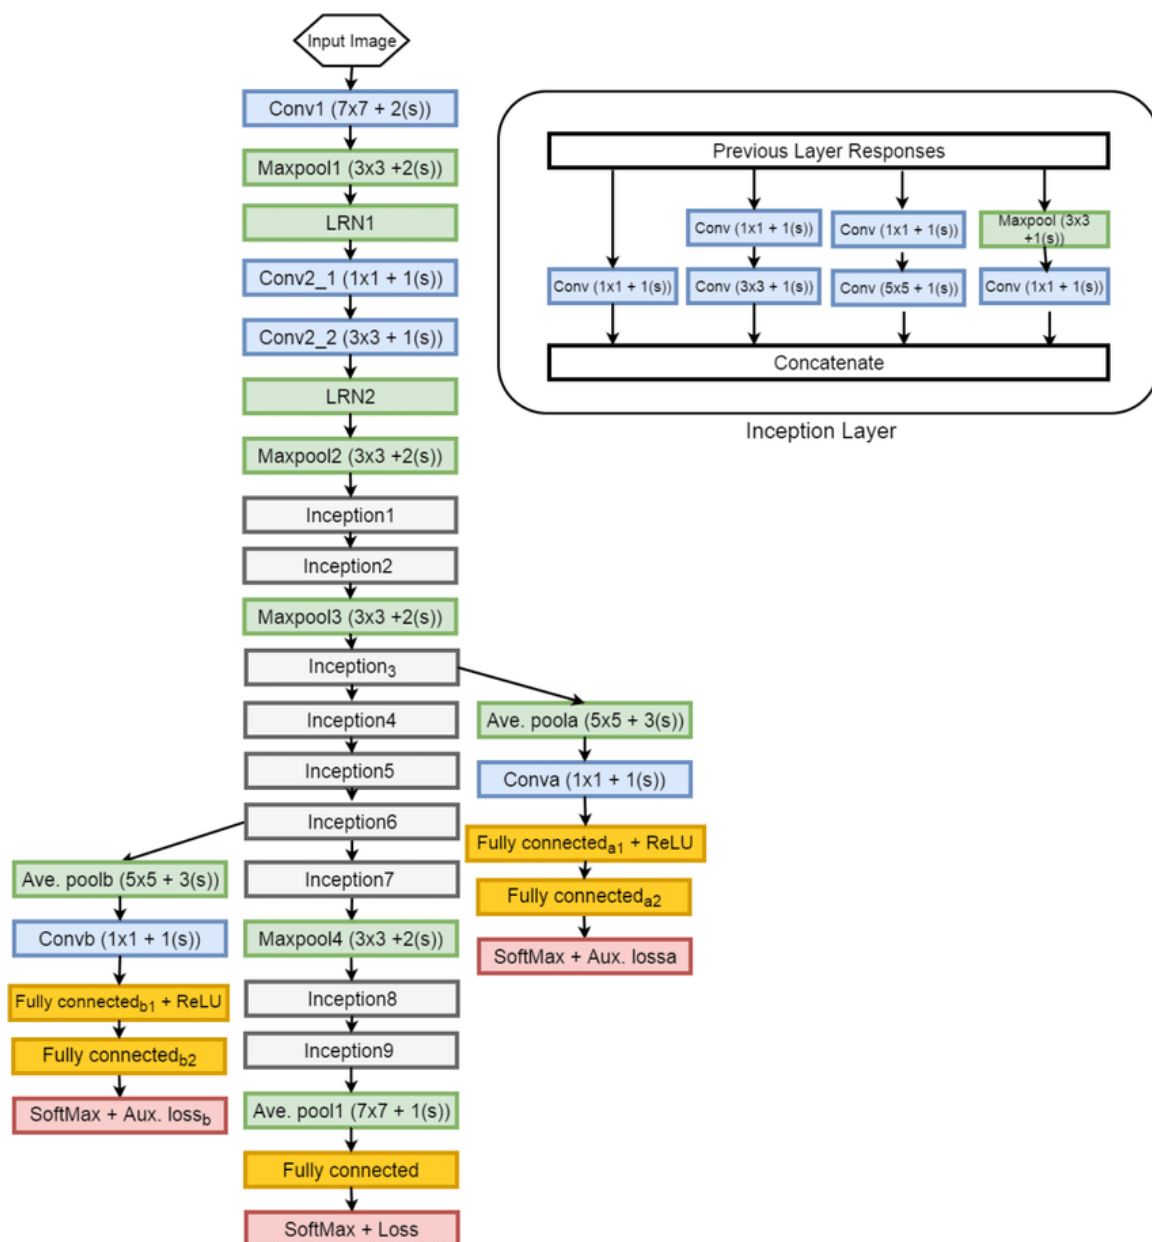 Input Image
Conv1 (7x7 + 2(s))
Maxpool1 (3x3 +2(s))
LRN1
Conv2_1 (1x1 + 1(s))
Conv2_2 (3x3 + 1(s))
LRN2
Maxpool2 (3x3 +2(s))
Inception1
Inception2
Maxpool3 (3x3 +2(s))
Inception3
Inception4
Inception5
Inception6
Inception7
Maxpool4 (3x3 +2(s))
Inception8
Inception9
Ave. pool1 (7x7 + 1(s))
Fully connected
SoftMax + Loss
Ave. poola (5x5 + 3(s))
Conva (1x1 + 1(s))
Fully connecteda1 + ReLU
Fully connecteda2
SoftMax + Aux. lossa
Ave. poolb (5x5 + 3(s))
Convb (1x1 + 1(s))
Fully connectedb1 + ReLU
Fully connectedb2
SoftMax + Aux. lossb
Previous Layer Responses
Conv (1x1 + 1(s))
Conv (1x1 + 1(s))
Maxpool (3x3
+1(s))
Conv (1x1 + 1(s))
Conv (3x3 + 1(s))
Conv (5x5 + 1(s))
Conv (1x1 + 1(s))
Concatenate
Inception Layer